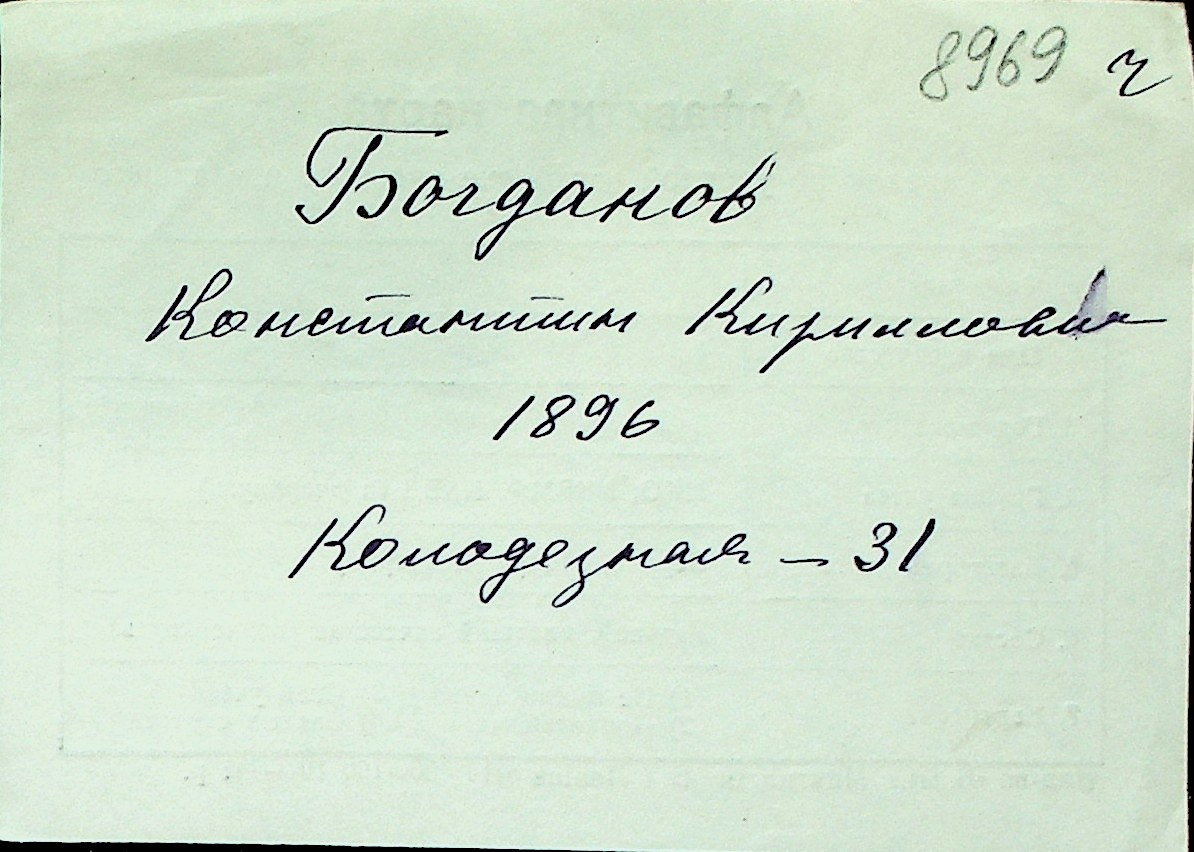 8969 ч
Богданов
Константин Кириллович
1896
Колодезная - 31